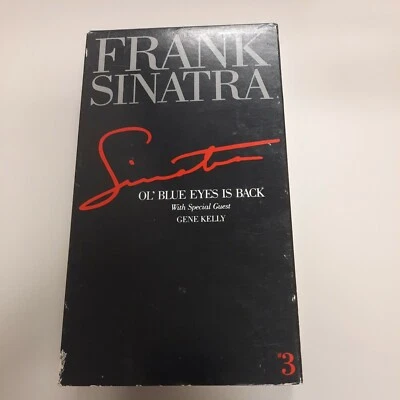 FRANK
SINATRA
Sinatra
OL' BLUE EYES IS BACK
With Special Guest
GENE KELLY
#3